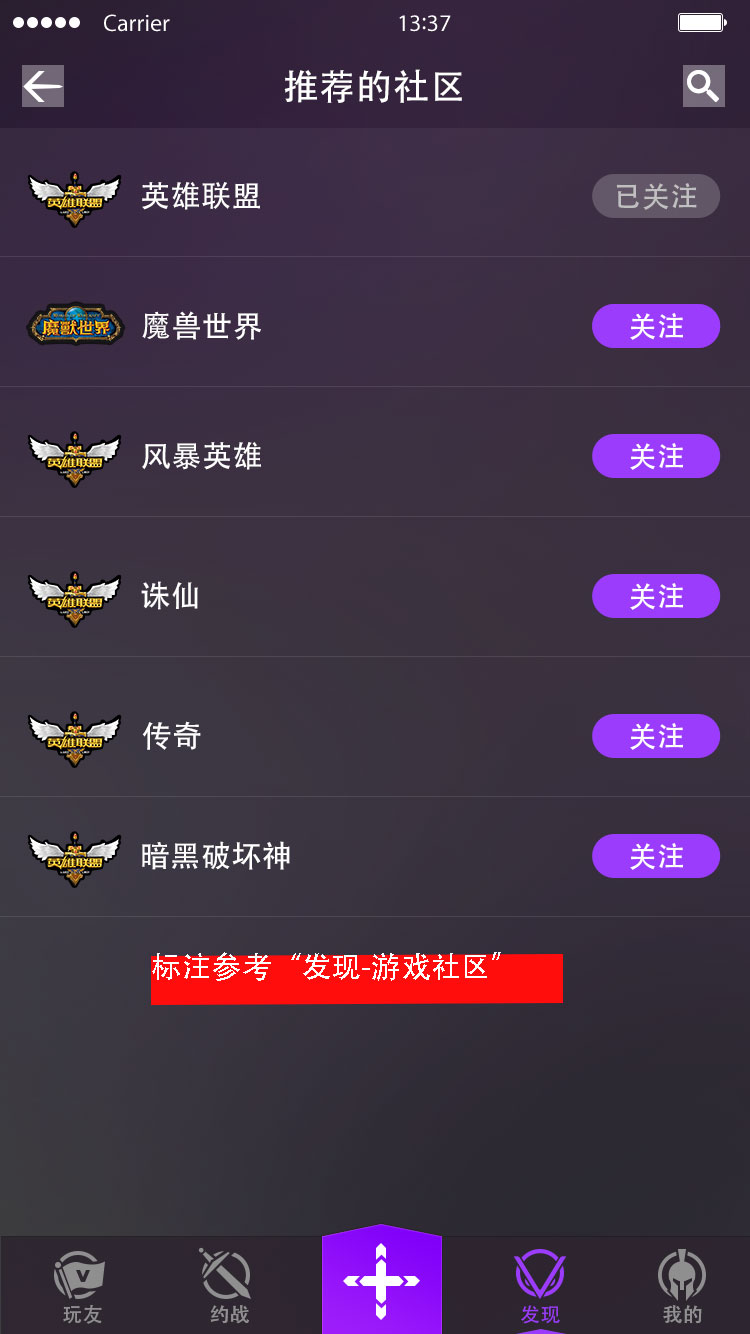 Carrier 13:37
推荐的社区
英雄联盟
英雄联盟 已关注
魔獸世界
魔兽世界 关注
英雄联盟
风暴英雄 关注
英雄联盟
诛仙 关注
英雄联盟
传奇 关注
英雄联盟
暗黑破坏神 关注
标注参考“发现-游戏社区”
玩友 约战 发现 我的